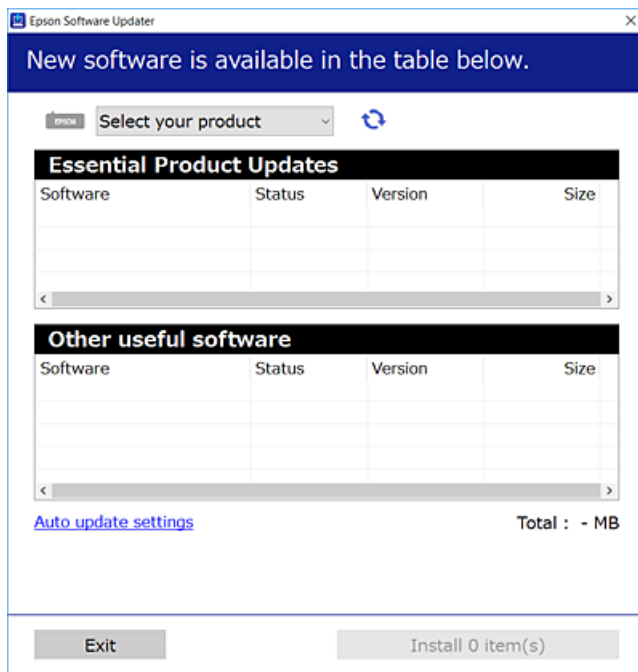 Epson Software Updater
New software is available in the table below.
EPSON Select your product
Essential Product Updates
Software Status Version Size
Other useful software
Software Status Version Size
Auto update settings Total : - MB
Exit Install 0 item(s)